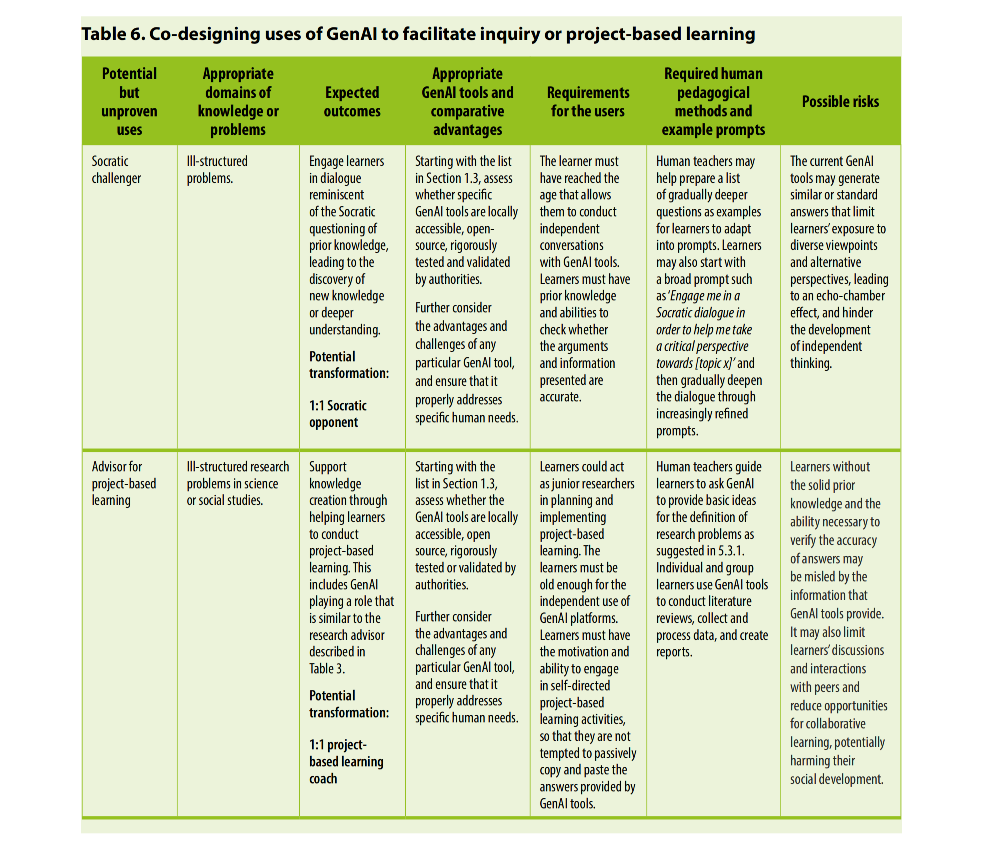 Table 6. Co-designing uses of GenAI to facilitate inquiry or project-based learning
Potential
but
unproven
uses
Appropriate
domains of
knowledge or
problems
Expected
outcomes
Appropriate
GenAI tools and
comparative
advantages
Requirements
for the users
Required human
pedagogical
methods and
example prompts
Possible risks
Socratic
challenger
Ill-structured
problems.
Engage learners
in dialogue
reminiscent
of the Socratic
questioning of
prior knowledge,
leading to the
discovery of
new knowledge
or deeper
understanding.
Potential
transformation:
1:1 Socratic
opponent
Starting with the list
in Section 1.3, assess
whether specific
GenAI tools are locally
accessible, open-
source, rigorously
tested and validated
by authorities.
Further consider
the advantages and
challenges of any
particular GenAI tool,
and ensure that it
properly addresses
specific human needs.
The learner must
have reached the
age that allows
them to conduct
independent
conversations
with GenAI tools.
Learners must have
prior knowledge
and abilities to
check whether
the arguments
and information
presented are
accurate.
Human teachers may
help prepare a list
of gradually deeper
questions as examples
for learners to adapt
into prompts. Learners
may also start with
a broad prompt such
as ‘Engage me in a
Socratic dialogue in
order to help me take
a critical perspective
towards [topic x]’ and
then gradually deepen
the dialogue through
increasingly refined
prompts.
The current GenAI
tools may generate
similar or standard
answers that limit
learners’ exposure to
diverse viewpoints
and alternative
perspectives, leading
to an echo-chamber
effect, and hinder
the development
of independent
thinking.
Advisor for
project-based
learning
Ill-structured research
problems in science
or social studies.
Support
knowledge
creation through
helping learners
to conduct
project-based
learning. This
includes GenAI
playing a role that
is similar to the
research advisor
described in
Table 3.
Potential
transformation:
1:1 project-
based learning
coach
Starting with the
list in Section 1.3,
assess whether the
GenAI tools are locally
accessible, open
source, rigorously
tested or validated by
authorities.
Further consider
the advantages and
challenges of any
particular GenAI tool,
and ensure that it
properly addresses
specific human needs.
Learners could act
as junior researchers
in planning and
implementing
project-based
learning. The
learners must be
old enough for the
independent use of
GenAI platforms.
Learners must have
the motivation and
ability to engage
in self-directed
project-based
learning activities,
so that they are not
tempted to passively
copy and paste the
answers provided by
GenAI tools.
Human teachers guide
learners to ask GenAI
to provide basic ideas
for the definition of
research problems as
suggested in 5.3.1.
Individual and group
learners use GenAI tools
to conduct literature
reviews, collect and
process data, and create
reports.
Learners without
the solid prior
knowledge and the
ability necessary to
verify the accuracy
of answers may
be misled by the
information that
GenAI tools provide.
It may also limit
learners’ discussions
and interactions
with peers and
reduce opportunities
for collaborative
learning, potentially
harming their
social development.